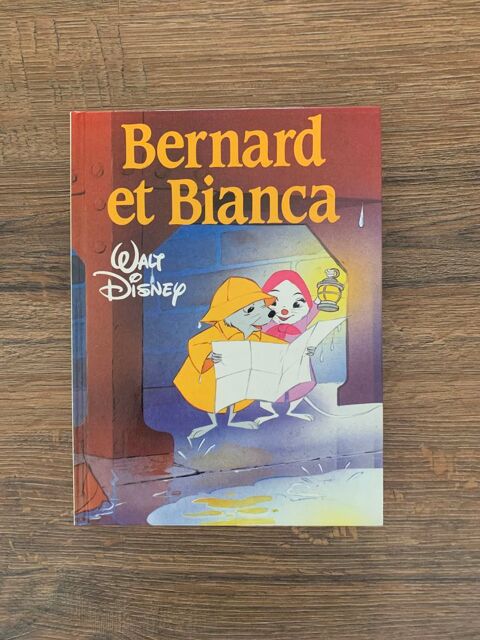 Bernard
et Bianca
Walt
Disney